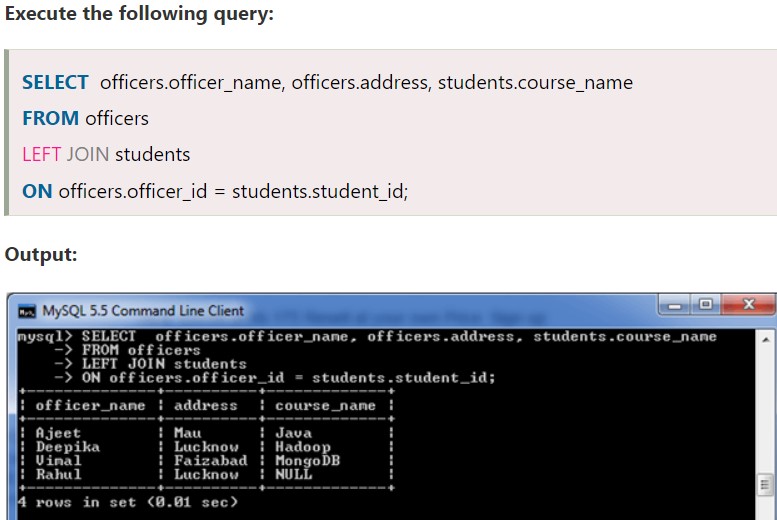 Execute the following query:
SELECT officers.officer_name, officers.address, students.course_name
FROM officers
LEFT JOIN students
ON officers.officer_id = students.student_id;
Output:
MySQL 5.5 Command Line Client
mysql> SELECT  officers.officer_name, officers.address, students.course_name
    -> FROM officers
    -> LEFT JOIN students
    -> ON officers.officer_id = students.student_id;
+--------------+-----------+-------------+
| officer_name | address   | course_name |
+--------------+-----------+-------------+
| Ajeet        | Mau       | Java        |
| Deepika      | Lucknow   | Hadoop      |
| Vimal        | Faizabad  | MongoDB     |
| Rahul        | Lucknow   | NULL        |
+--------------+-----------+-------------+
4 rows in set (0.01 sec)